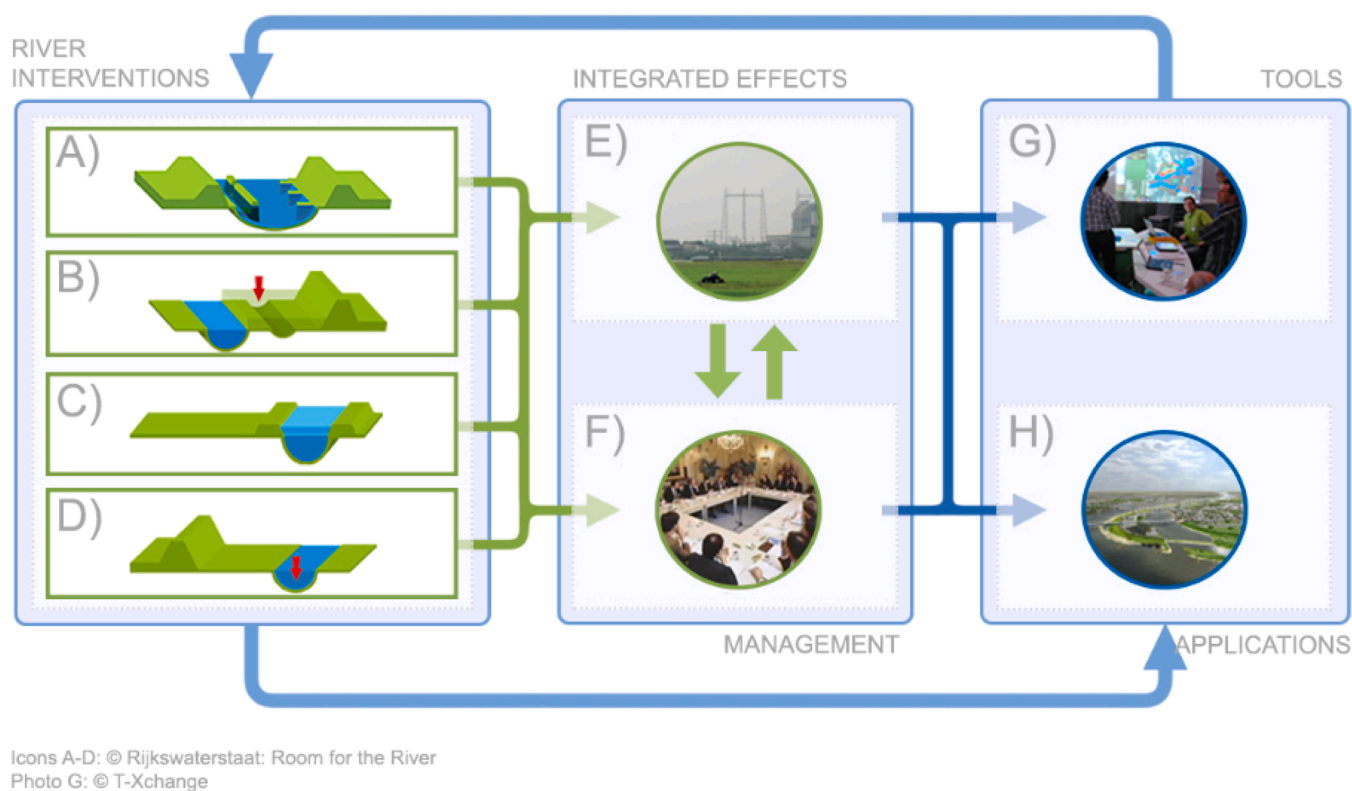 RIVER
INTERVENTIONS
INTEGRATED EFFECTS
TOOLS
A)
B)
C)
D)
E)
F)
G)
H)
MANAGEMENT
APPLICATIONS
Icons A-D: © Rijkswaterstaat: Room for the River
Photo G: © T-Xchange